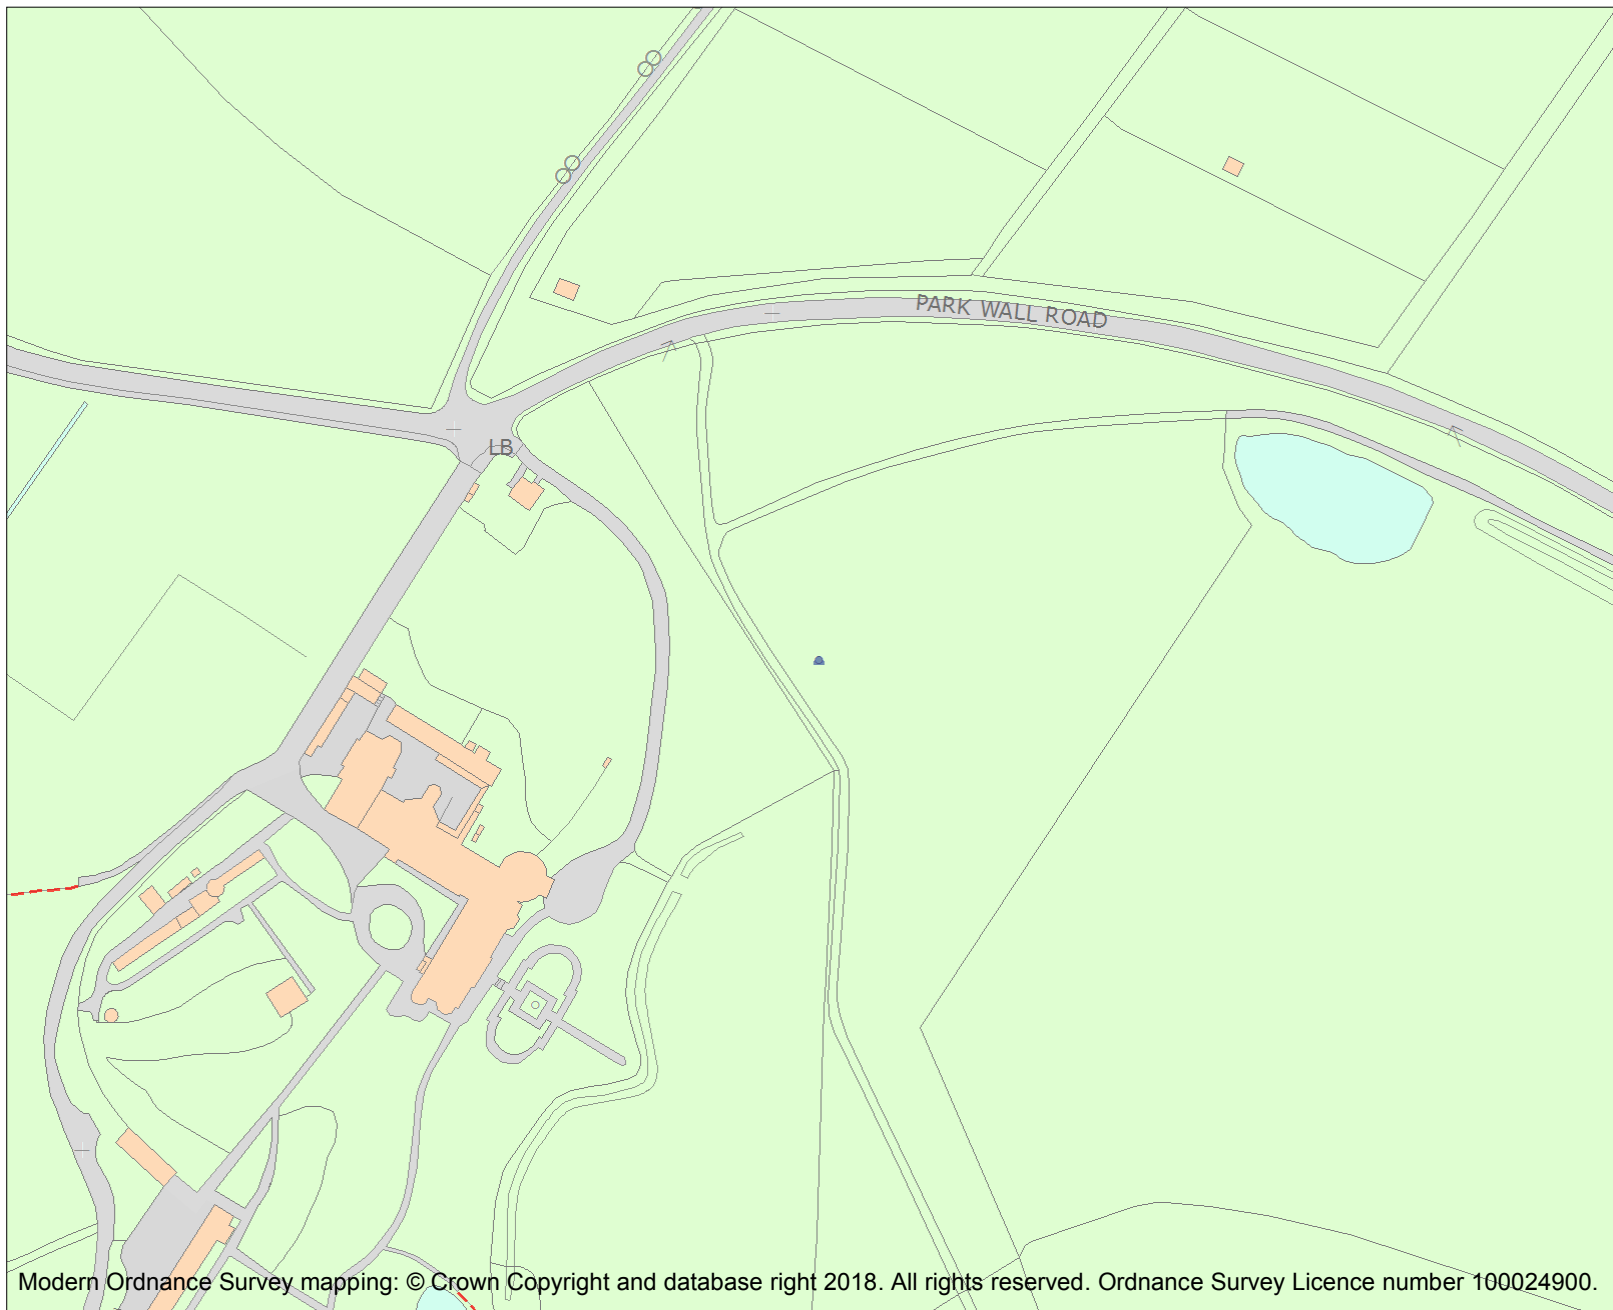 PARK WALL ROAD
LB
Modern Ordnance Survey mapping: © Crown Copyright and database right 2018. All rights reserved. Ordnance Survey Licence number 100024900.